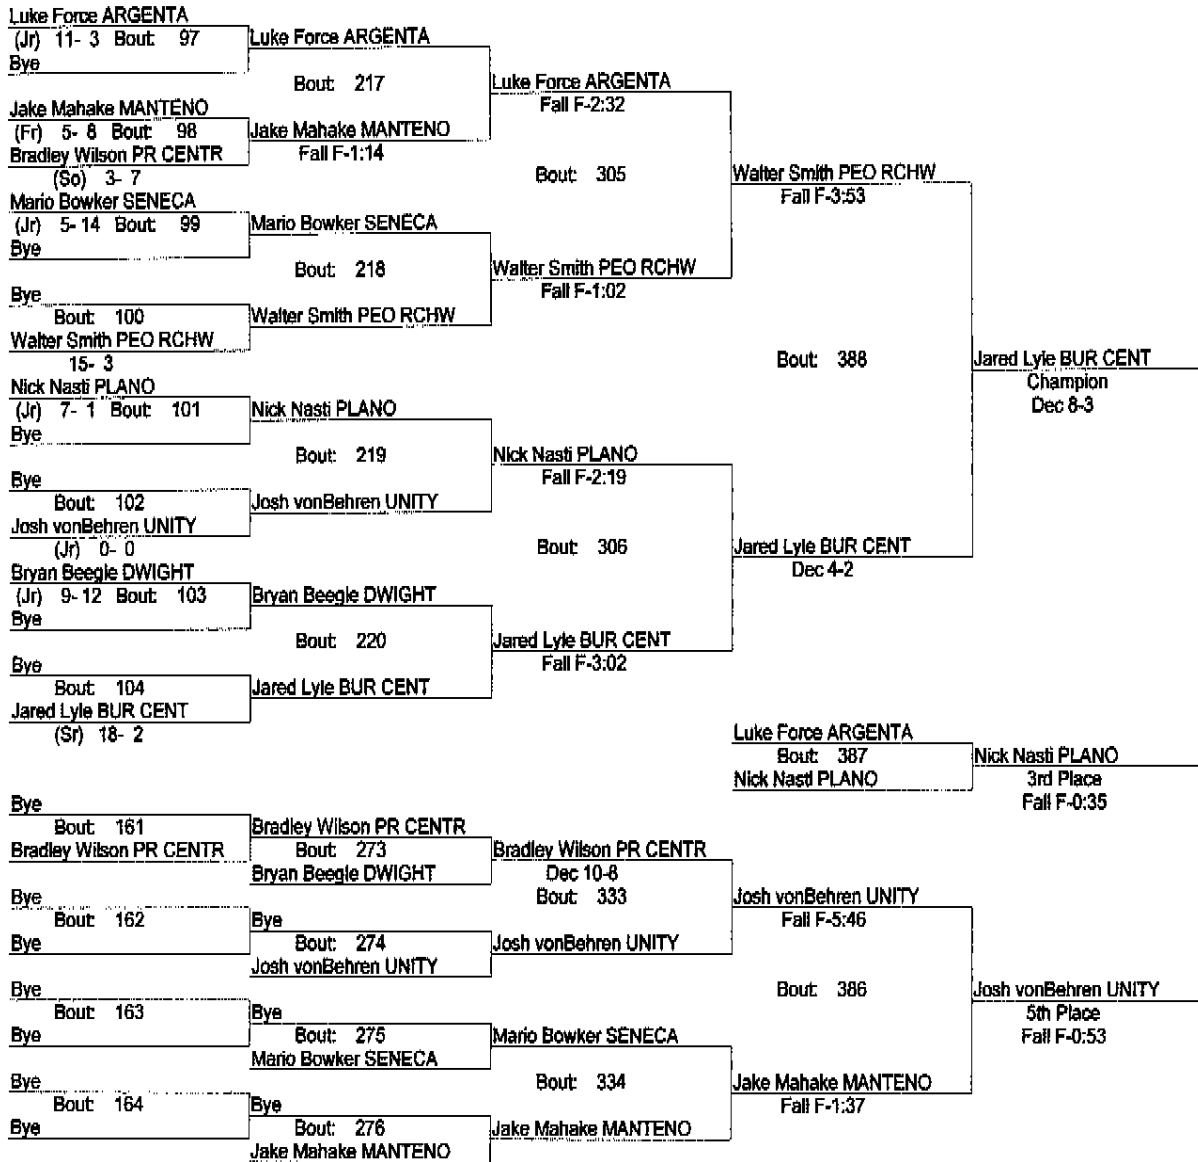 Luke Force ARGENTA
(Jr) 11- 3 Bout: 97
Bye
Luke Force ARGENTA
Bout: 217
Jake Mahake MANTENO
(Fr) 5- 8 Bout: 98
Bradley Wilson PR CENTR
(So) 3- 7
Jake Mahake MANTENO
Fall F-1:14
Luke Force ARGENTA
Fall F-2:32
Bout: 305
Mario Bowker SENECA
(Jr) 5- 14 Bout: 99
Bye
Mario Bowker SENECA
Bout: 218
Bye
Bout: 100
Walter Smith PEO RCHW
15- 3
Walter Smith PEO RCHW
Walter Smith PEO RCHW
Fall F-1:02
Walter Smith PEO RCHW
Fall F-3:53
Bout: 388
Nick Nasti PLANO
(Jr) 7- 1 Bout: 101
Bye
Nick Nasti PLANO
Bout: 219
Bye
Bout: 102
Josh vonBehren UNITY
(Jr) 0- 0
Josh vonBehren UNITY
Nick Nasti PLANO
Fall F-2:19
Bout: 306
Bryan Beegle DWIGHT
(Jr) 9- 12 Bout: 103
Bye
Bryan Beegle DWIGHT
Bout: 220
Bye
Bout: 104
Jared Lyle BUR CENT
(Sr) 18- 2
Jared Lyle BUR CENT
Jared Lyle BUR CENT
Fall F-3:02
Jared Lyle BUR CENT
Dec 4-2
Jared Lyle BUR CENT
Champion
Dec 8-3
Luke Force ARGENTA
Bout: 387
Nick Nasti PLANO
Nick Nasti PLANO
3rd Place
Fall F-0:35
Bye
Bout: 161
Bradley Wilson PR CENTR
Bradley Wilson PR CENTR
Bout: 273
Bryan Beegle DWIGHT
Bradley Wilson PR CENTR
Dec 10-8
Bout: 333
Bye
Bout: 162
Bye
Bye
Bout: 274
Josh vonBehren UNITY
Josh vonBehren UNITY
Josh vonBehren UNITY
Fall F-5:46
Bout: 386
Bye
Bout: 163
Bye
Bye
Bout: 275
Mario Bowker SENECA
Mario Bowker SENECA
Bout: 334
Bye
Bout: 164
Bye
Bye
Bout: 276
Jake Mahake MANTENO
Jake Mahake MANTENO
Jake Mahake MANTENO
Fall F-1:37
Josh vonBehren UNITY
5th Place
Fall F-0:53